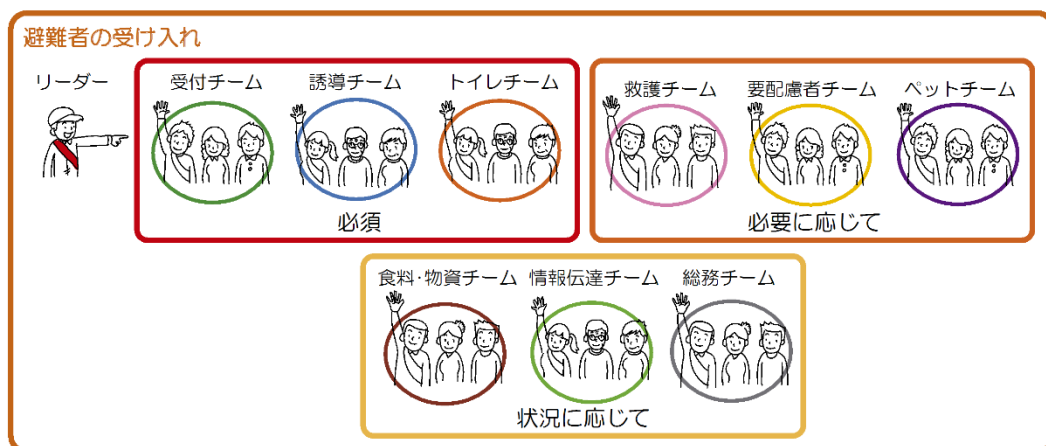 避難者の受け入れ
リーダー
受付チーム
誘導チーム
トイレチーム
必須
救護チーム
要配慮者チーム
ペットチーム
必要に応じて
食料・物資チーム
情報伝達チーム
総務チーム
状況に応じて